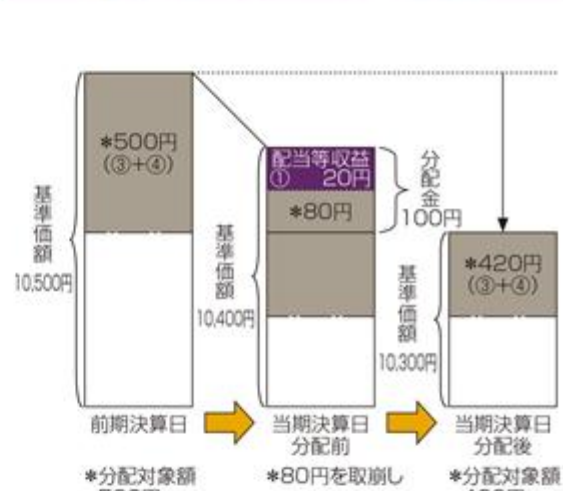 *500円
(③+④)
基準価額
10,500円
前期決算日
*分配対象額
配当等収益
① 20円
*80円
分配金
100円
基準価額
10,400円
当期決算日
分配前
*80円を取崩し
*420円
(③+④)
基準価額
10,300円
当期決算日
分配後
*分配対象額